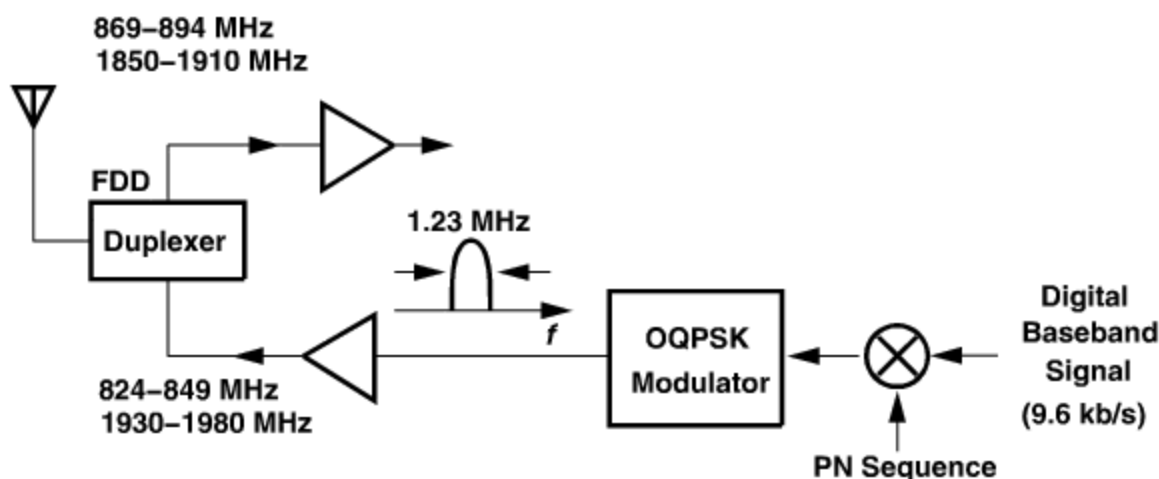 869–894 MHz
1850–1910 MHz
FDD
Duplexer
1.23 MHz
f
824–849 MHz
1930–1980 MHz
OQPSK
Modulator
Digital
Baseband
Signal
(9.6 kb/s)
PN Sequence